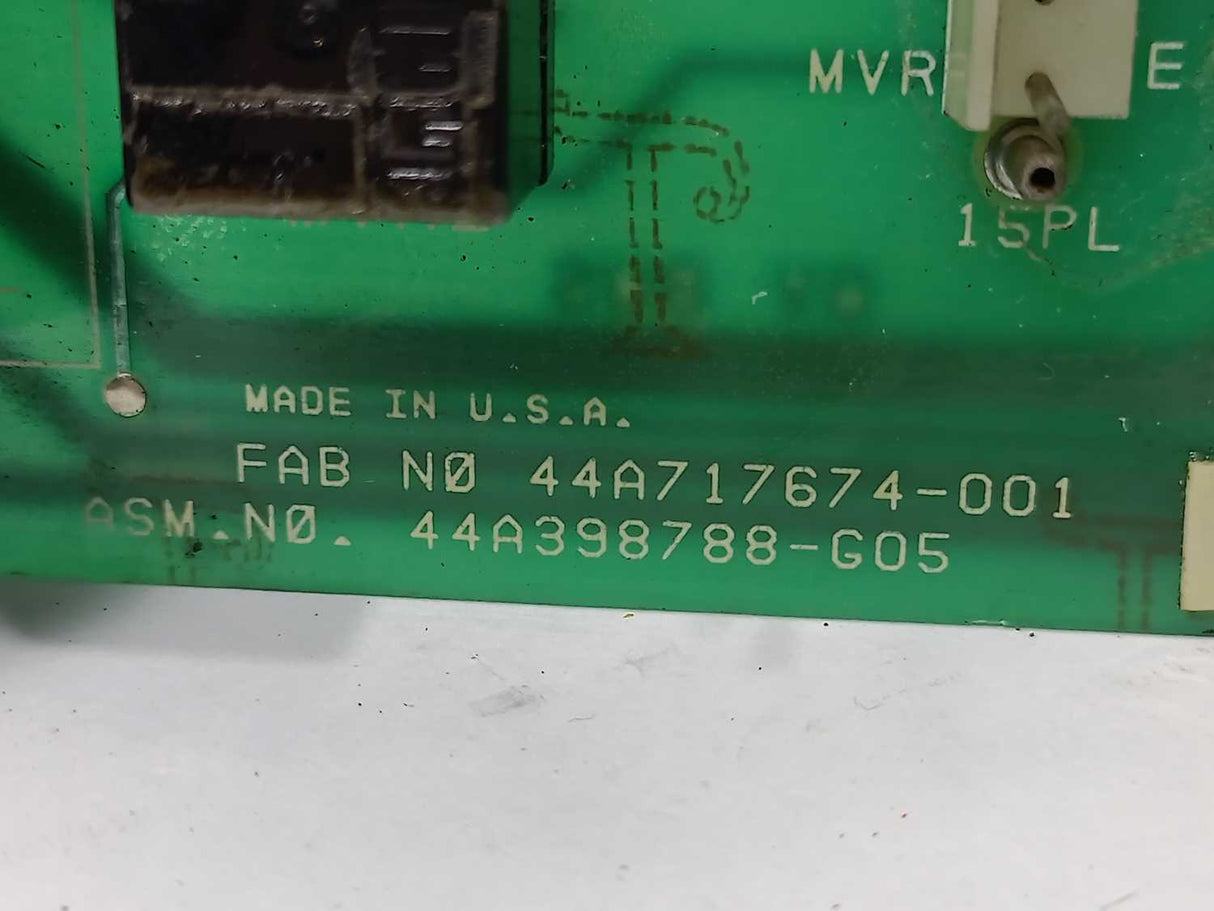 MVR E
15PL
MADE IN U.S.A.
FAB NØ 44A717674-001
ASM.NØ. 44A398788-G05